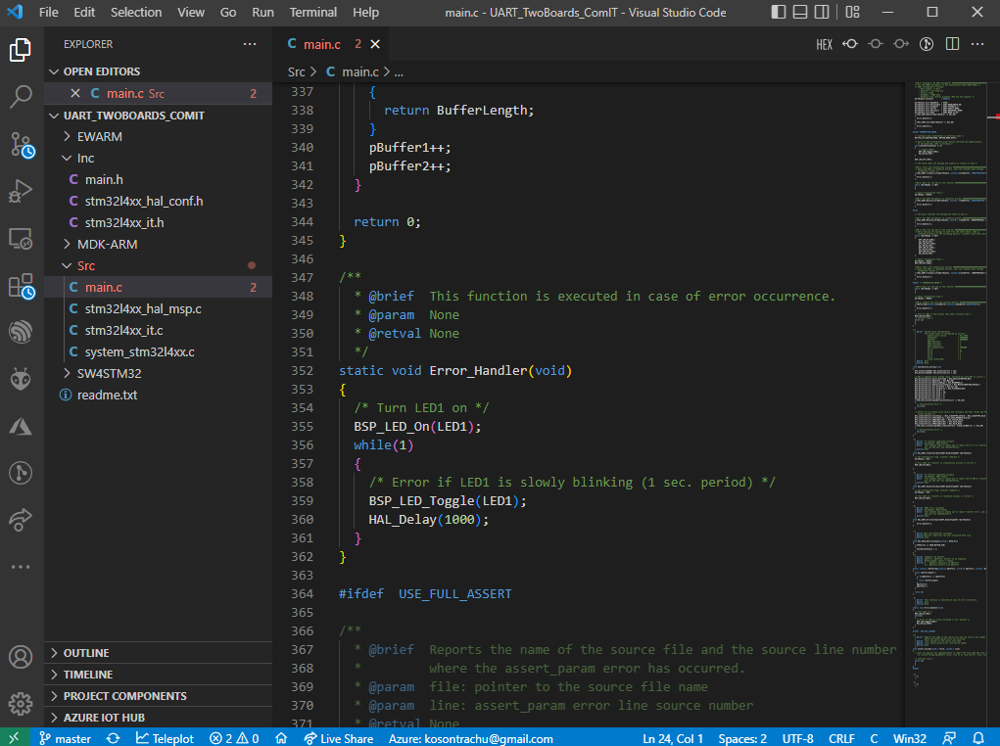 File Edit Selection View Go Run Terminal Help main.c - UART_TwoBoards_ComIT - Visual Studio Code
EXPLORER
OPEN EDITORS
C main.c Src 2
UART_TWOBOARDS_COMIT
EWARM
Inc
C main.h
C stm32l4xx_hal_conf.h
C stm32l4xx_it.h
MDK-ARM
Src
C main.c 2
C stm32l4xx_hal_msp.c
C stm32l4xx_it.c
C system_stm32l4xx.c
SW4STM32
readme.txt
OUTLINE
TIMELINE
PROJECT COMPONENTS
AZURE IOT HUB
C main.c 2
HEX
Src > C main.c > ...
337 {
338 return BufferLength;
339 }
340 pBuffer1++;
341 pBuffer2++;
342 }
343
344 return 0;
345 }
346
347 /**
348 * @brief  This function is executed in case of error occurrence.
349 * @param  None
350 * @retval None
351 */
352 static void Error_Handler(void)
353 {
354 /* Turn LED1 on */
355 BSP_LED_On(LED1);
356 while(1)
357 {
358 /* Error if LED1 is slowly blinking (1 sec. period) */
359 BSP_LED_Toggle(LED1);
360 HAL_Delay(1000);
361 }
362 }
363
364 #ifdef  USE_FULL_ASSERT
365
366 /**
367 * @brief  Reports the name of the source file and the source line number
368 * where the assert_param error has occurred.
369 * @param  file: pointer to the source file name
370 * @param  line: assert_param error line source number
371 * @retval None
master Teleplot 2 0 Live Share Azure: kosontrachu@gmail.com Ln 24, Col 1 Spaces: 2 UTF-8 CRLF C Win32